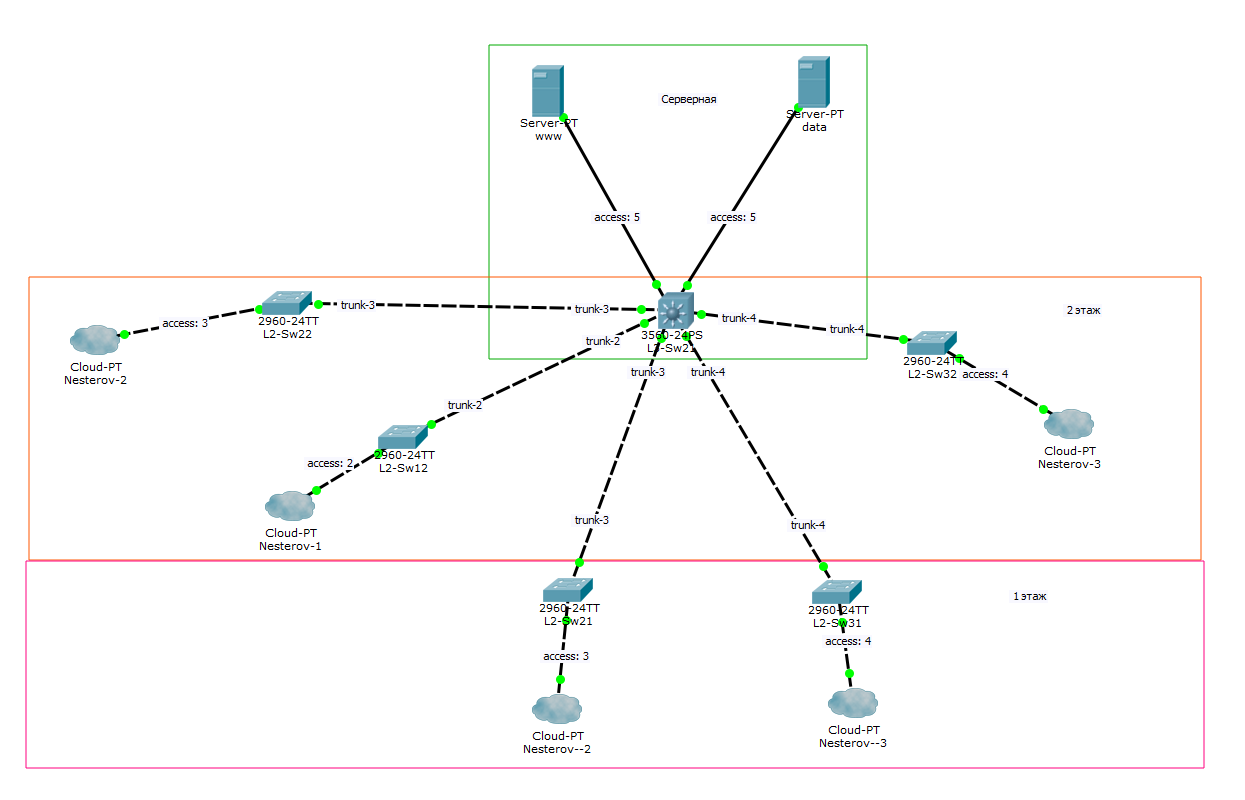 Серверная
Server-PT
www
Server-PT
data
access: 5
access: 5
2 этаж
trunk-3
trunk-3
3560-24PS
L3-Sw21
trunk-4
trunk-4
access: 3
2960-24TT
L2-Sw22
Cloud-PT
Nesterov-2
trunk-2
trunk-2
trunk-3
trunk-4
2960-24TT
L2-Sw32
access: 4
Cloud-PT
Nesterov-3
2960-24TT
L2-Sw12
access: 2
Cloud-PT
Nesterov-1
trunk-3
trunk-4
1 этаж
2960-24TT
L2-Sw21
access: 3
Cloud-PT
Nesterov--2
2960-24TT
L2-Sw31
access: 4
Cloud-PT
Nesterov--3